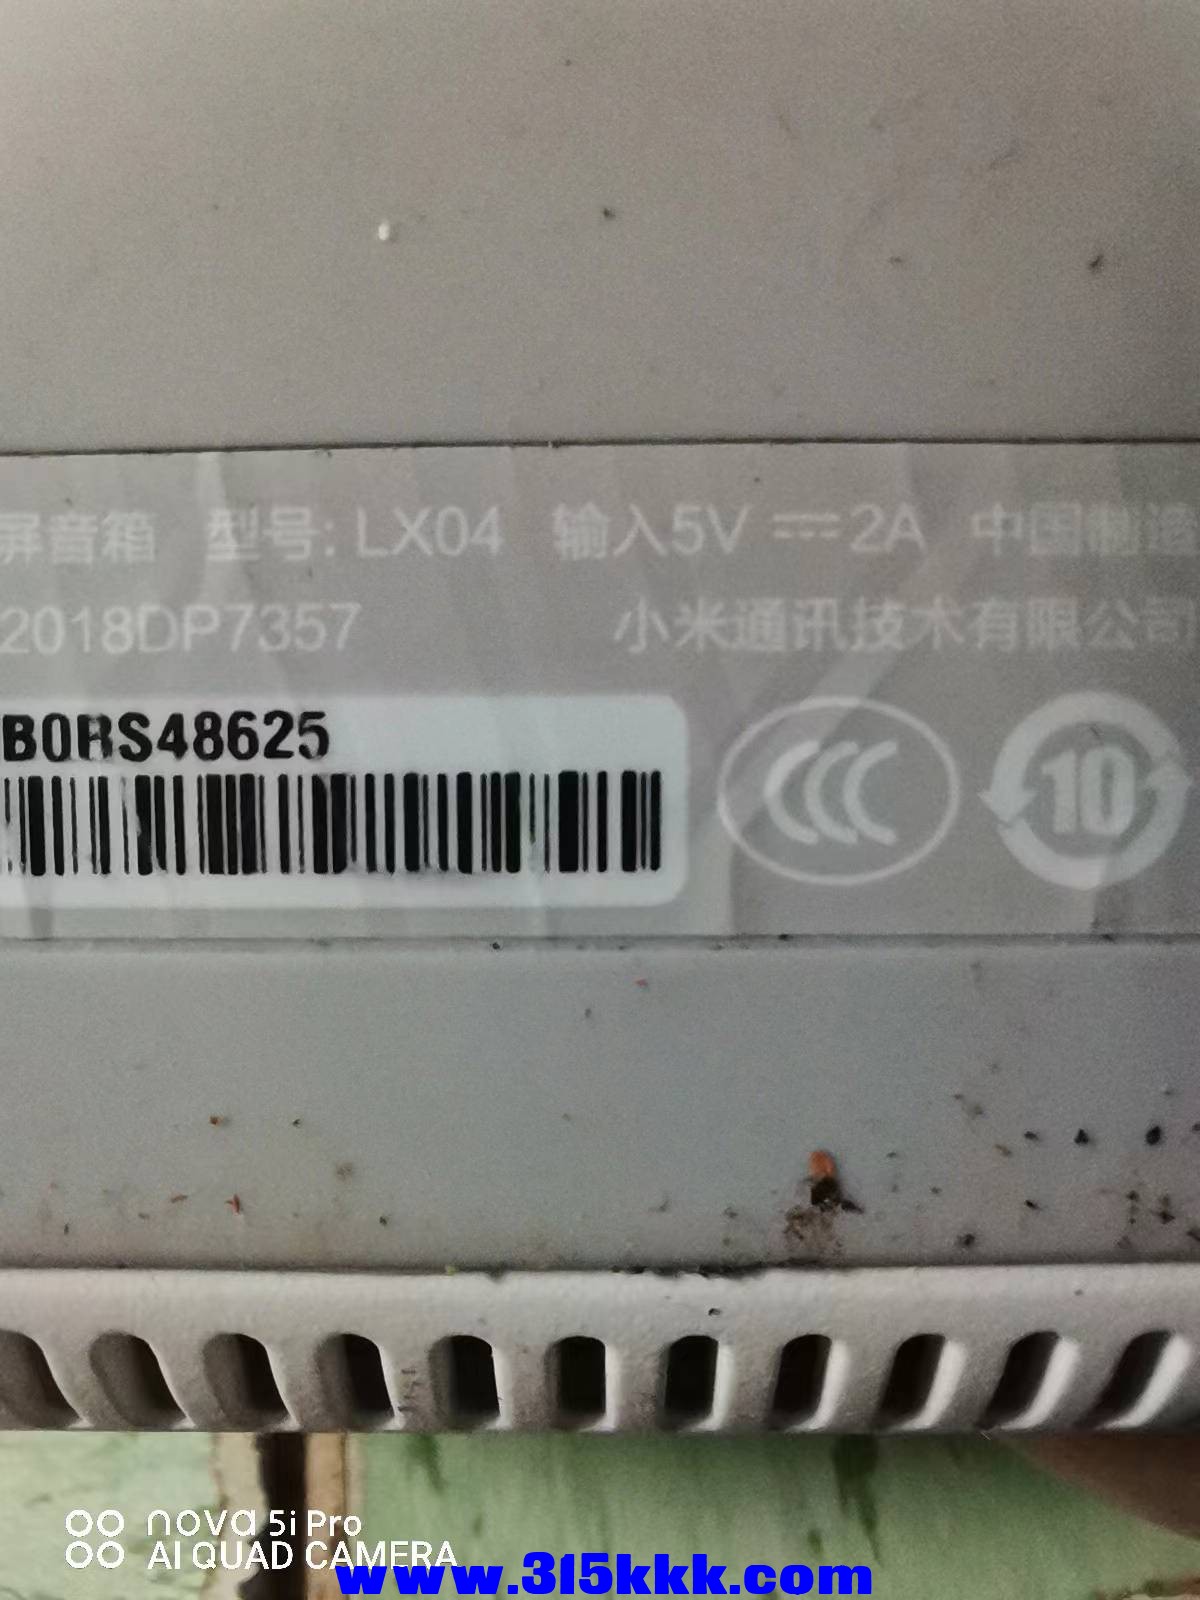 屏音箱 型号: LX04 输入5V ⎓ 2A 中国制造
2018DP7357 小米通讯技术有限公司
B0RS48625
CCC
10
nova 5i Pro
AI QUAD CAMERA
www.315kkk.com